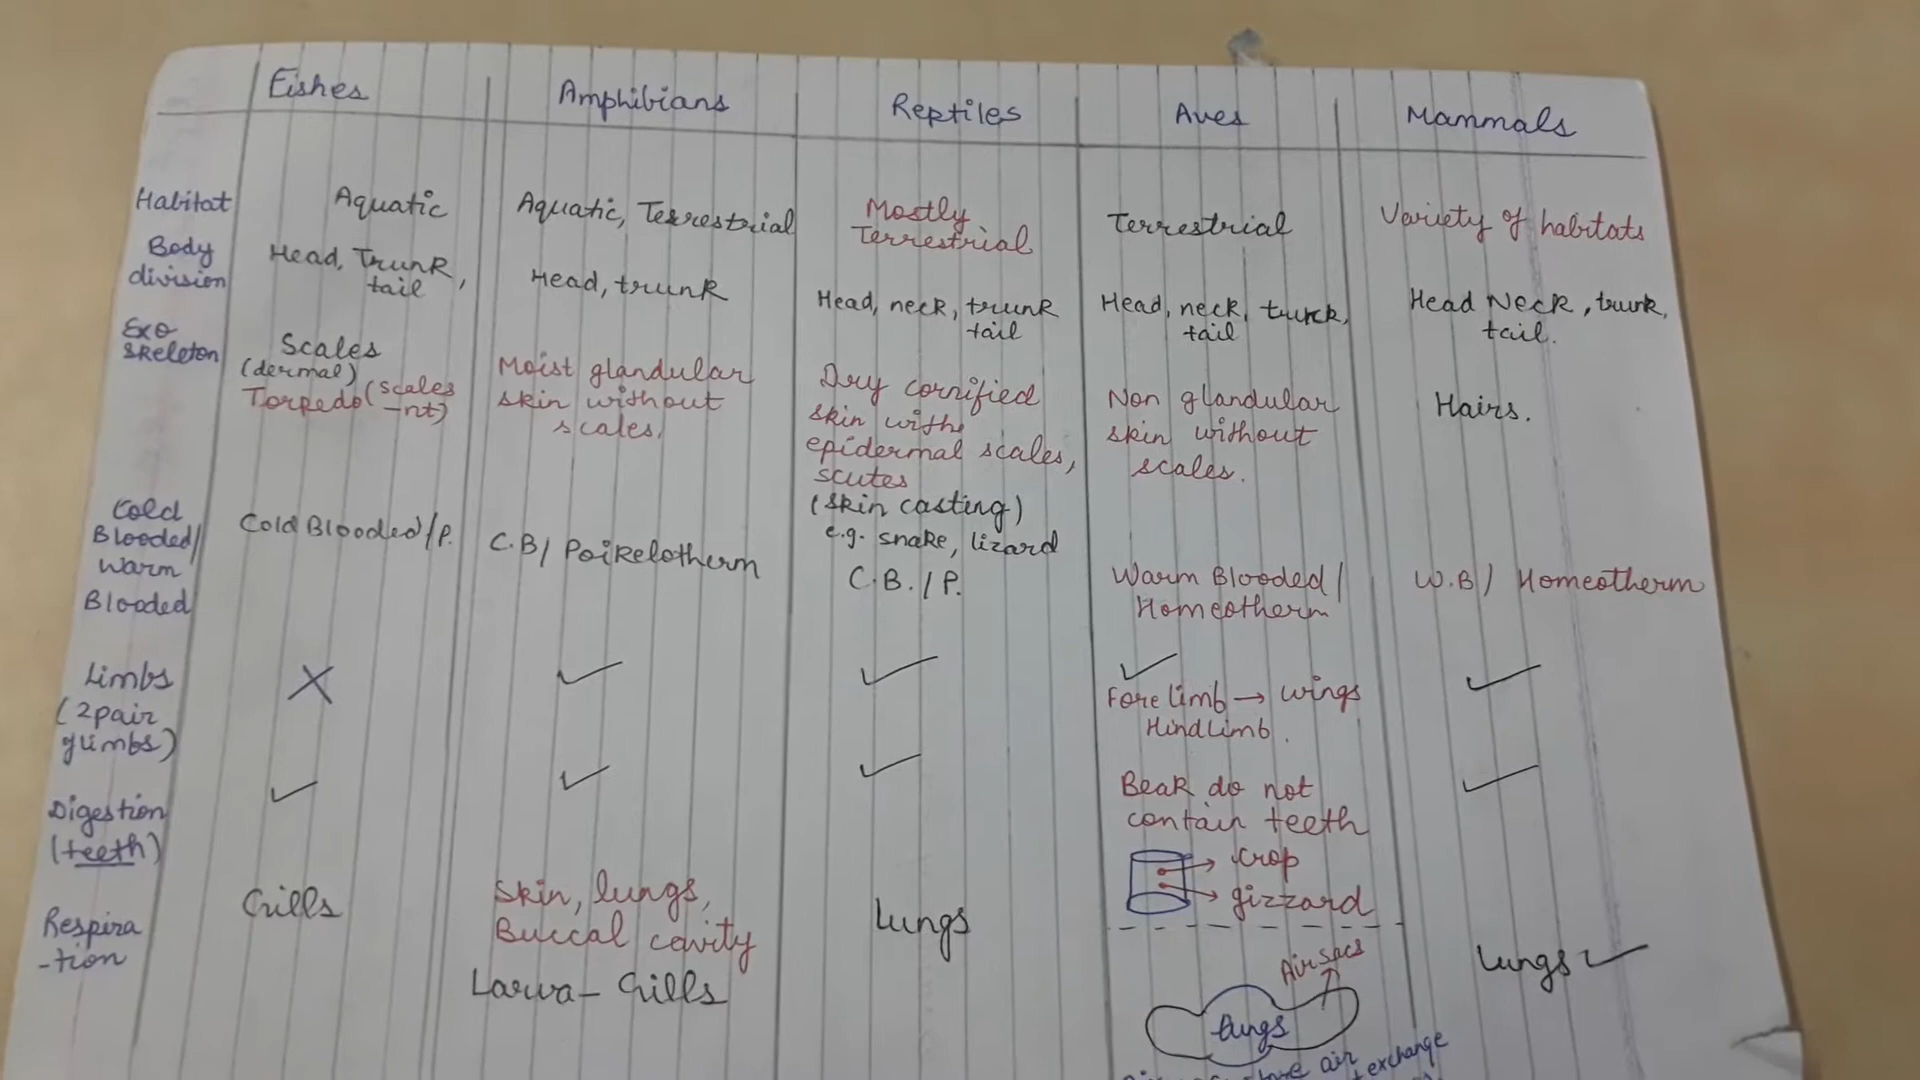 Fishes Amphibians Reptiles Aves Mammals
Habitat Aquatic Aquatic, Terrestrial Mostly Terrestrial Terrestrial Variety of habitats
Body division Head, Trunk, tail Head, trunk Head, neck, trunk tail Head, neck, trunk, tail Head Neck, trunk, tail.
Exo skeleton Scales (dermal) Torpedo (scales -nt) Moist glandular skin without scales, Dry cornified skin with, epidermal scales, scutes (skin casting) e.g. snake, lizard Non glandular skin without scales. Hairs.
Cold Blooded/ Warm Blooded Cold Blooded/P. C.B/ Poikelotherm C.B./P. Warm Blooded/ Homeotherm W.B/ Homeotherm
Limbs (2 pair of limbs) X ✓ ✓ ✓ Fore limb → wings Hind limb. ✓
Digestion (teeth) ✓ ✓ ✓ Beak do not contain teeth ✓
crop
gizzard
Respira -tion Gills Skin, lungs, Buccal cavity Larva - Gills Lungs Lungs ✓
Air sacs
lungs
air
exchange